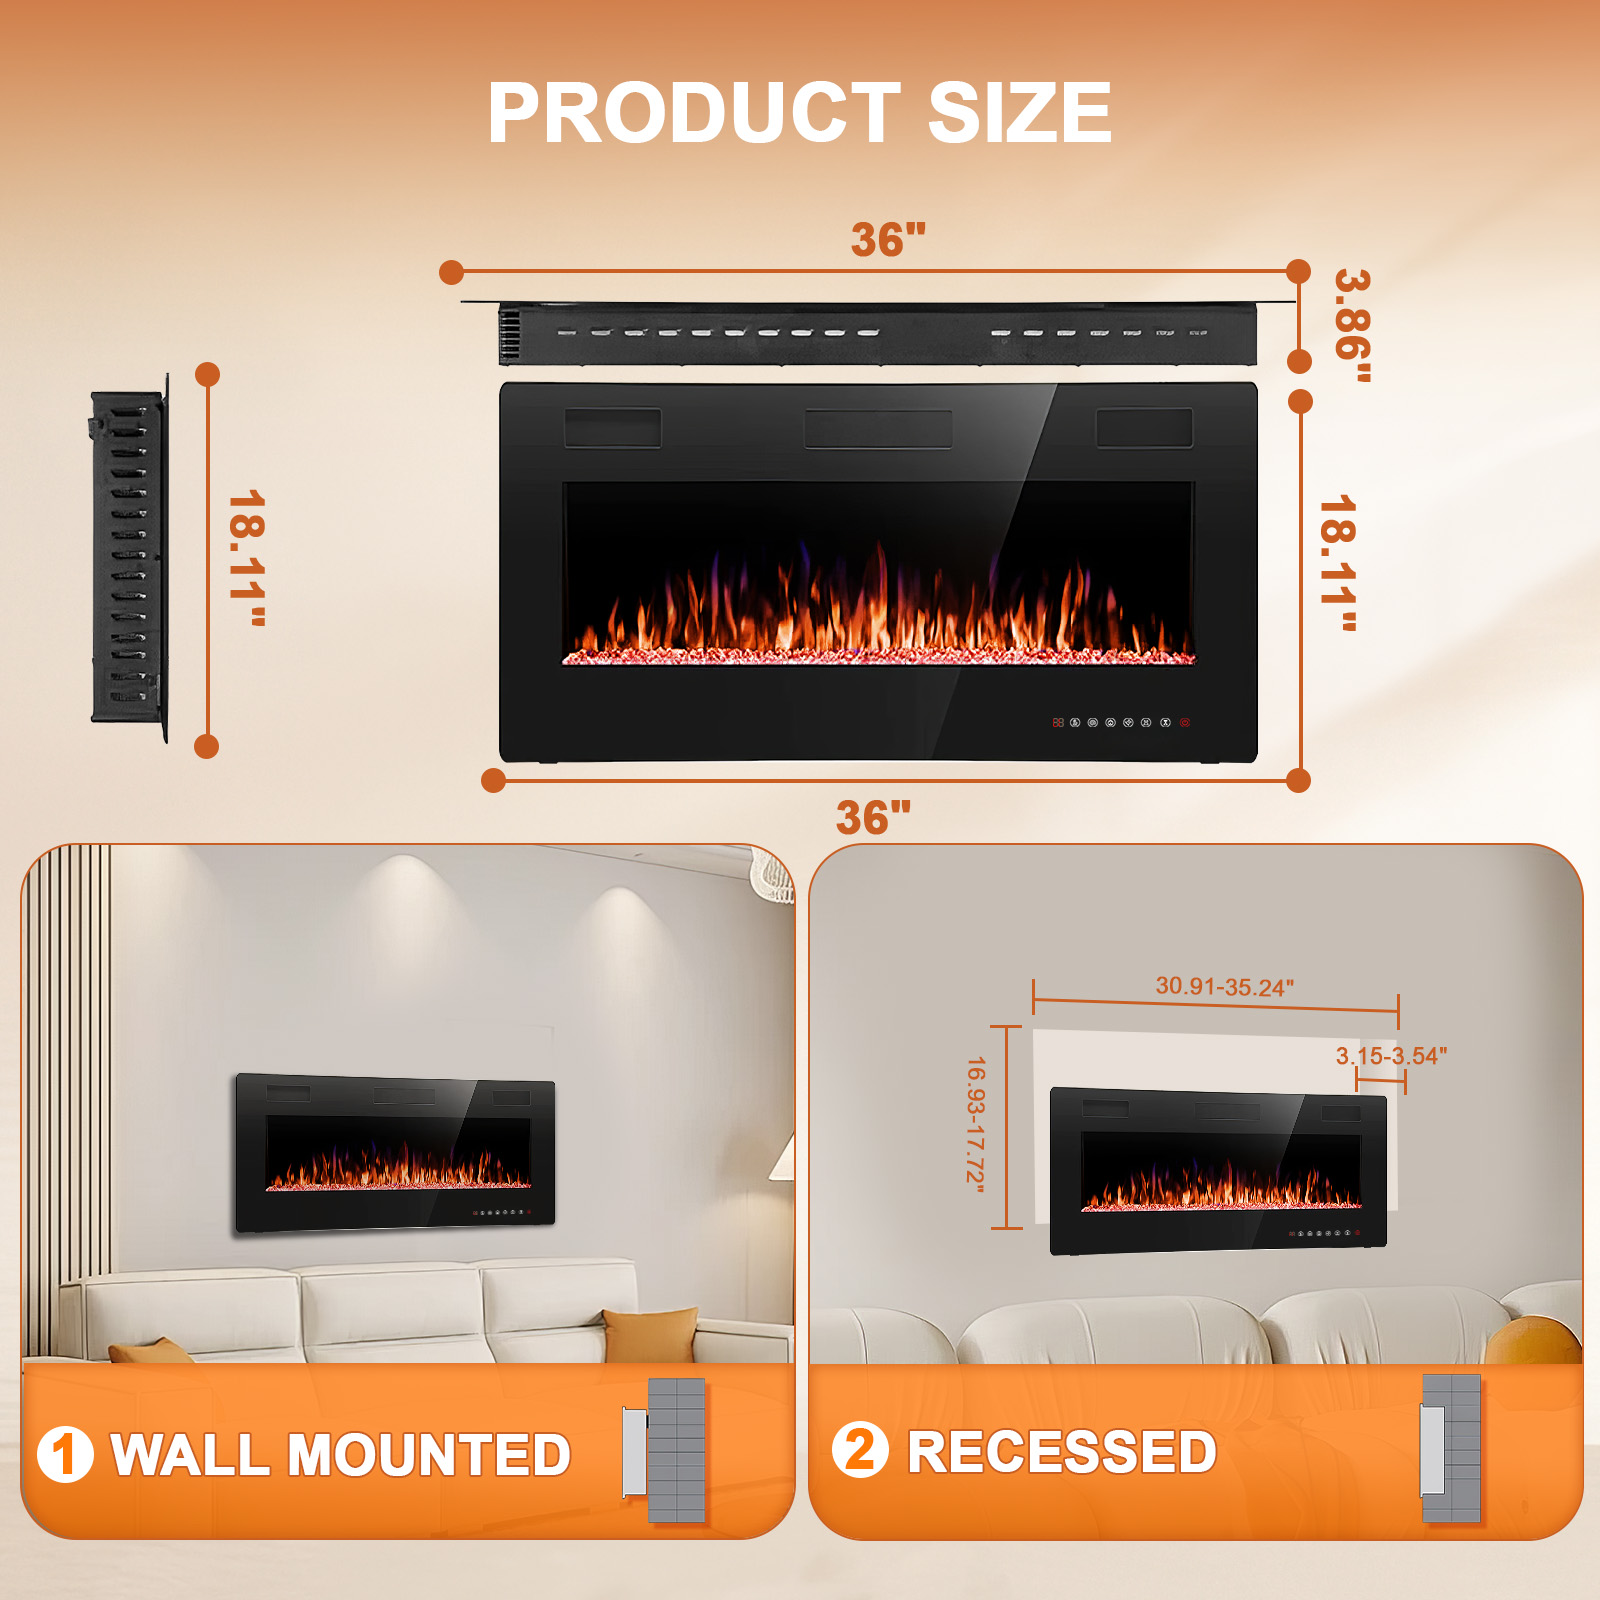 PRODUCT SIZE
36"
3.86"
18.11"
18.11"
36"
30.91-35.24"
3.15-3.54"
16.93-17.72"
1 WALL MOUNTED
2 RECESSED